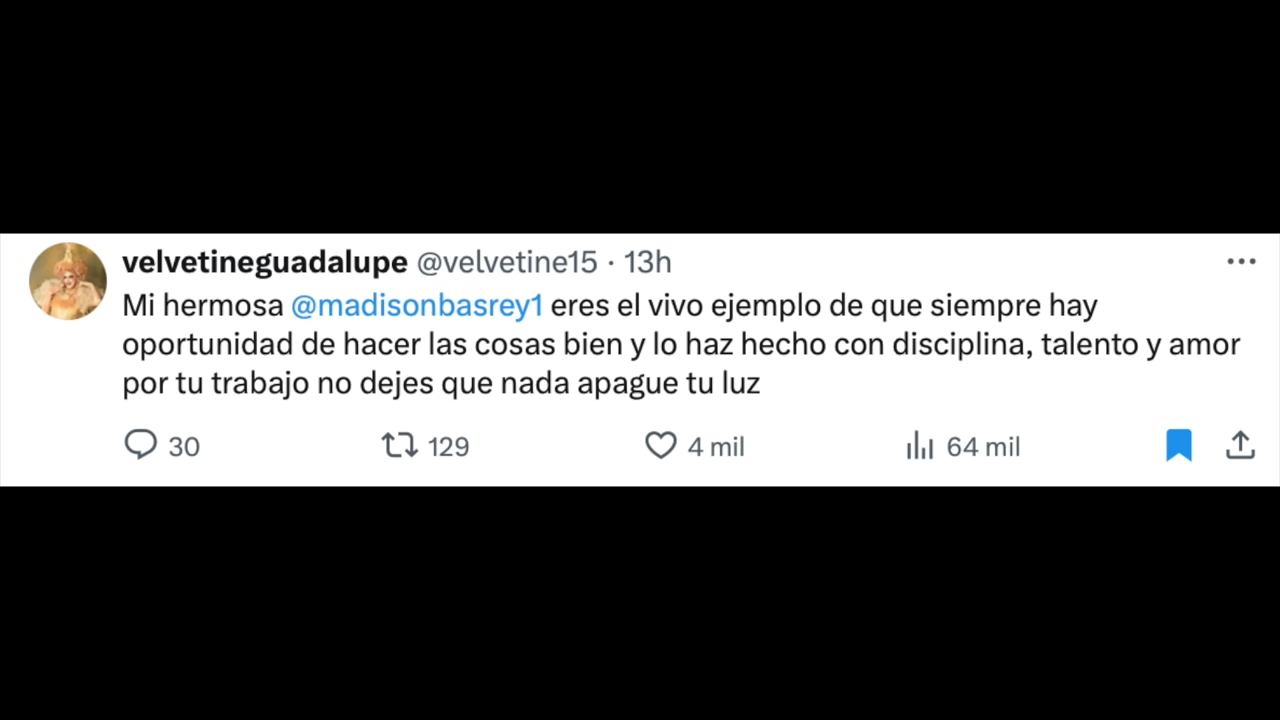 velvetineguadalupe @velvetine15 · 13h
Mi hermosa @madisonbasrey1 eres el vivo ejemplo de que siempre hay
oportunidad de hacer las cosas bien y lo haz hecho con disciplina, talento y amor
por tu trabajo no dejes que nada apague tu luz
30 129 4 mil 64 mil